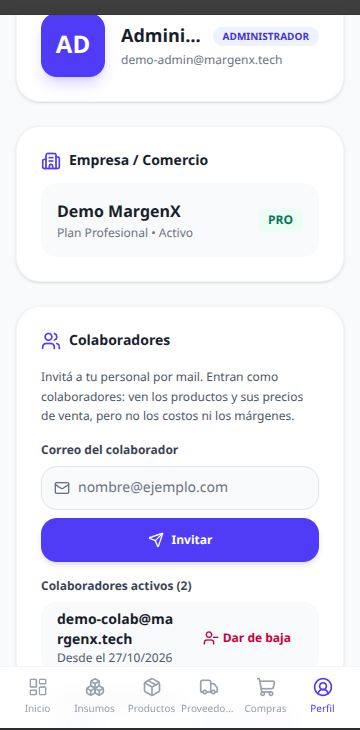 AD
Admini...
ADMINISTRADOR
demo-admin@margenx.tech
Empresa / Comercio
Demo MargenX
Plan Profesional • Activo
PRO
Colaboradores
Invitá a tu personal por mail. Entran como
colaboradores: ven los productos y sus precios
de venta, pero no los costos ni los márgenes.
Correo del colaborador
nombre@ejemplo.com
Invitar
Colaboradores activos (2)
demo-colab@ma
rgenx.tech
Desde el 27/10/2026
Dar de baja
Inicio
Insumos
Productos
Proveedo...
Compras
Perfil